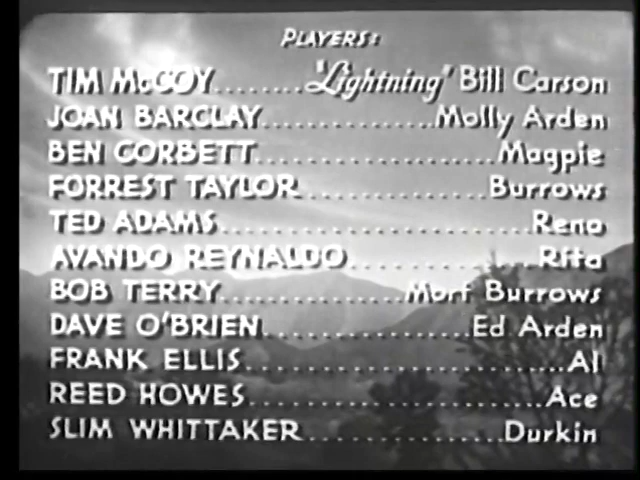 PLAYERS:
TIM McCOY........"Lightning" Bill Carson
JOAN BARCLAY..............Molly Arden
BEN CORBETT....................Magpie
FORREST TAYLOR................Burrows
TED ADAMS........................Reno
AVANDO REYNALDO.............Rita
BOB TERRY................Mort Burrows
DAVE O'BRIEN..................Ed Arden
FRANK ELLIS..........................Al
REED HOWES........................Ace
SLIM WHITTAKER................Durkin